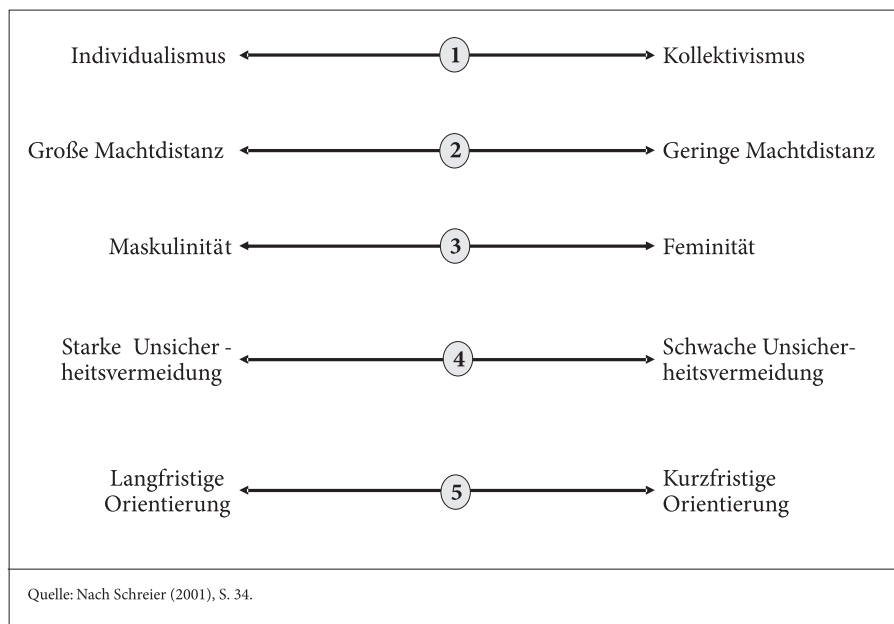 Individualismus 1 Kollektivismus
Große Machtdistanz 2 Geringe Machtdistanz
Maskulinität 3 Feminität
Starke Unsicher -
heitsvermeidung
4
Schwache Unsicher-
heitsvermeidung
Langfristige
Orientierung
5
Kurzfristige
Orientierung
Quelle: Nach Schreier (2001), S. 34.